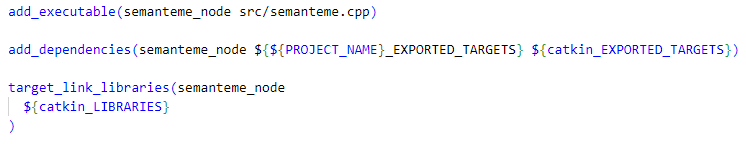 add_executable(semanteme_node src/semanteme.cpp)
add_dependencies(semanteme_node ${${PROJECT_NAME}_EXPORTED_TARGETS} ${catkin_EXPORTED_TARGETS})
target_link_libraries(semanteme_node
  ${catkin_LIBRARIES}
)